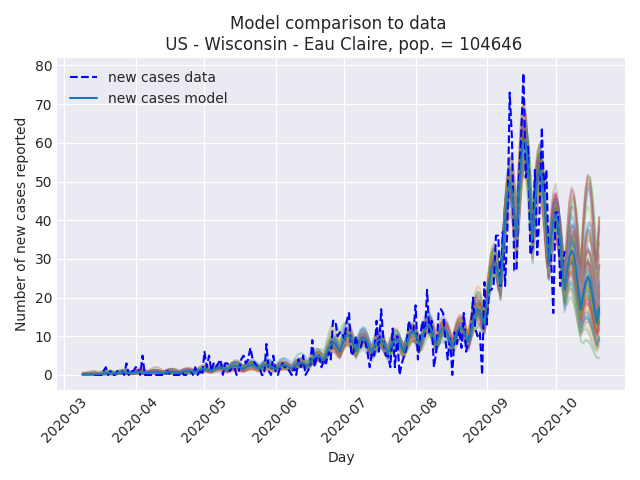 Model comparison to data
US - Wisconsin - Eau Claire, pop. = 104646
new cases data
new cases model
Number of new cases reported
80
70
60
50
40
30
20
10
0
2020-03
2020-04
2020-05
2020-06
2020-07
2020-08
2020-09
2020-10
Day